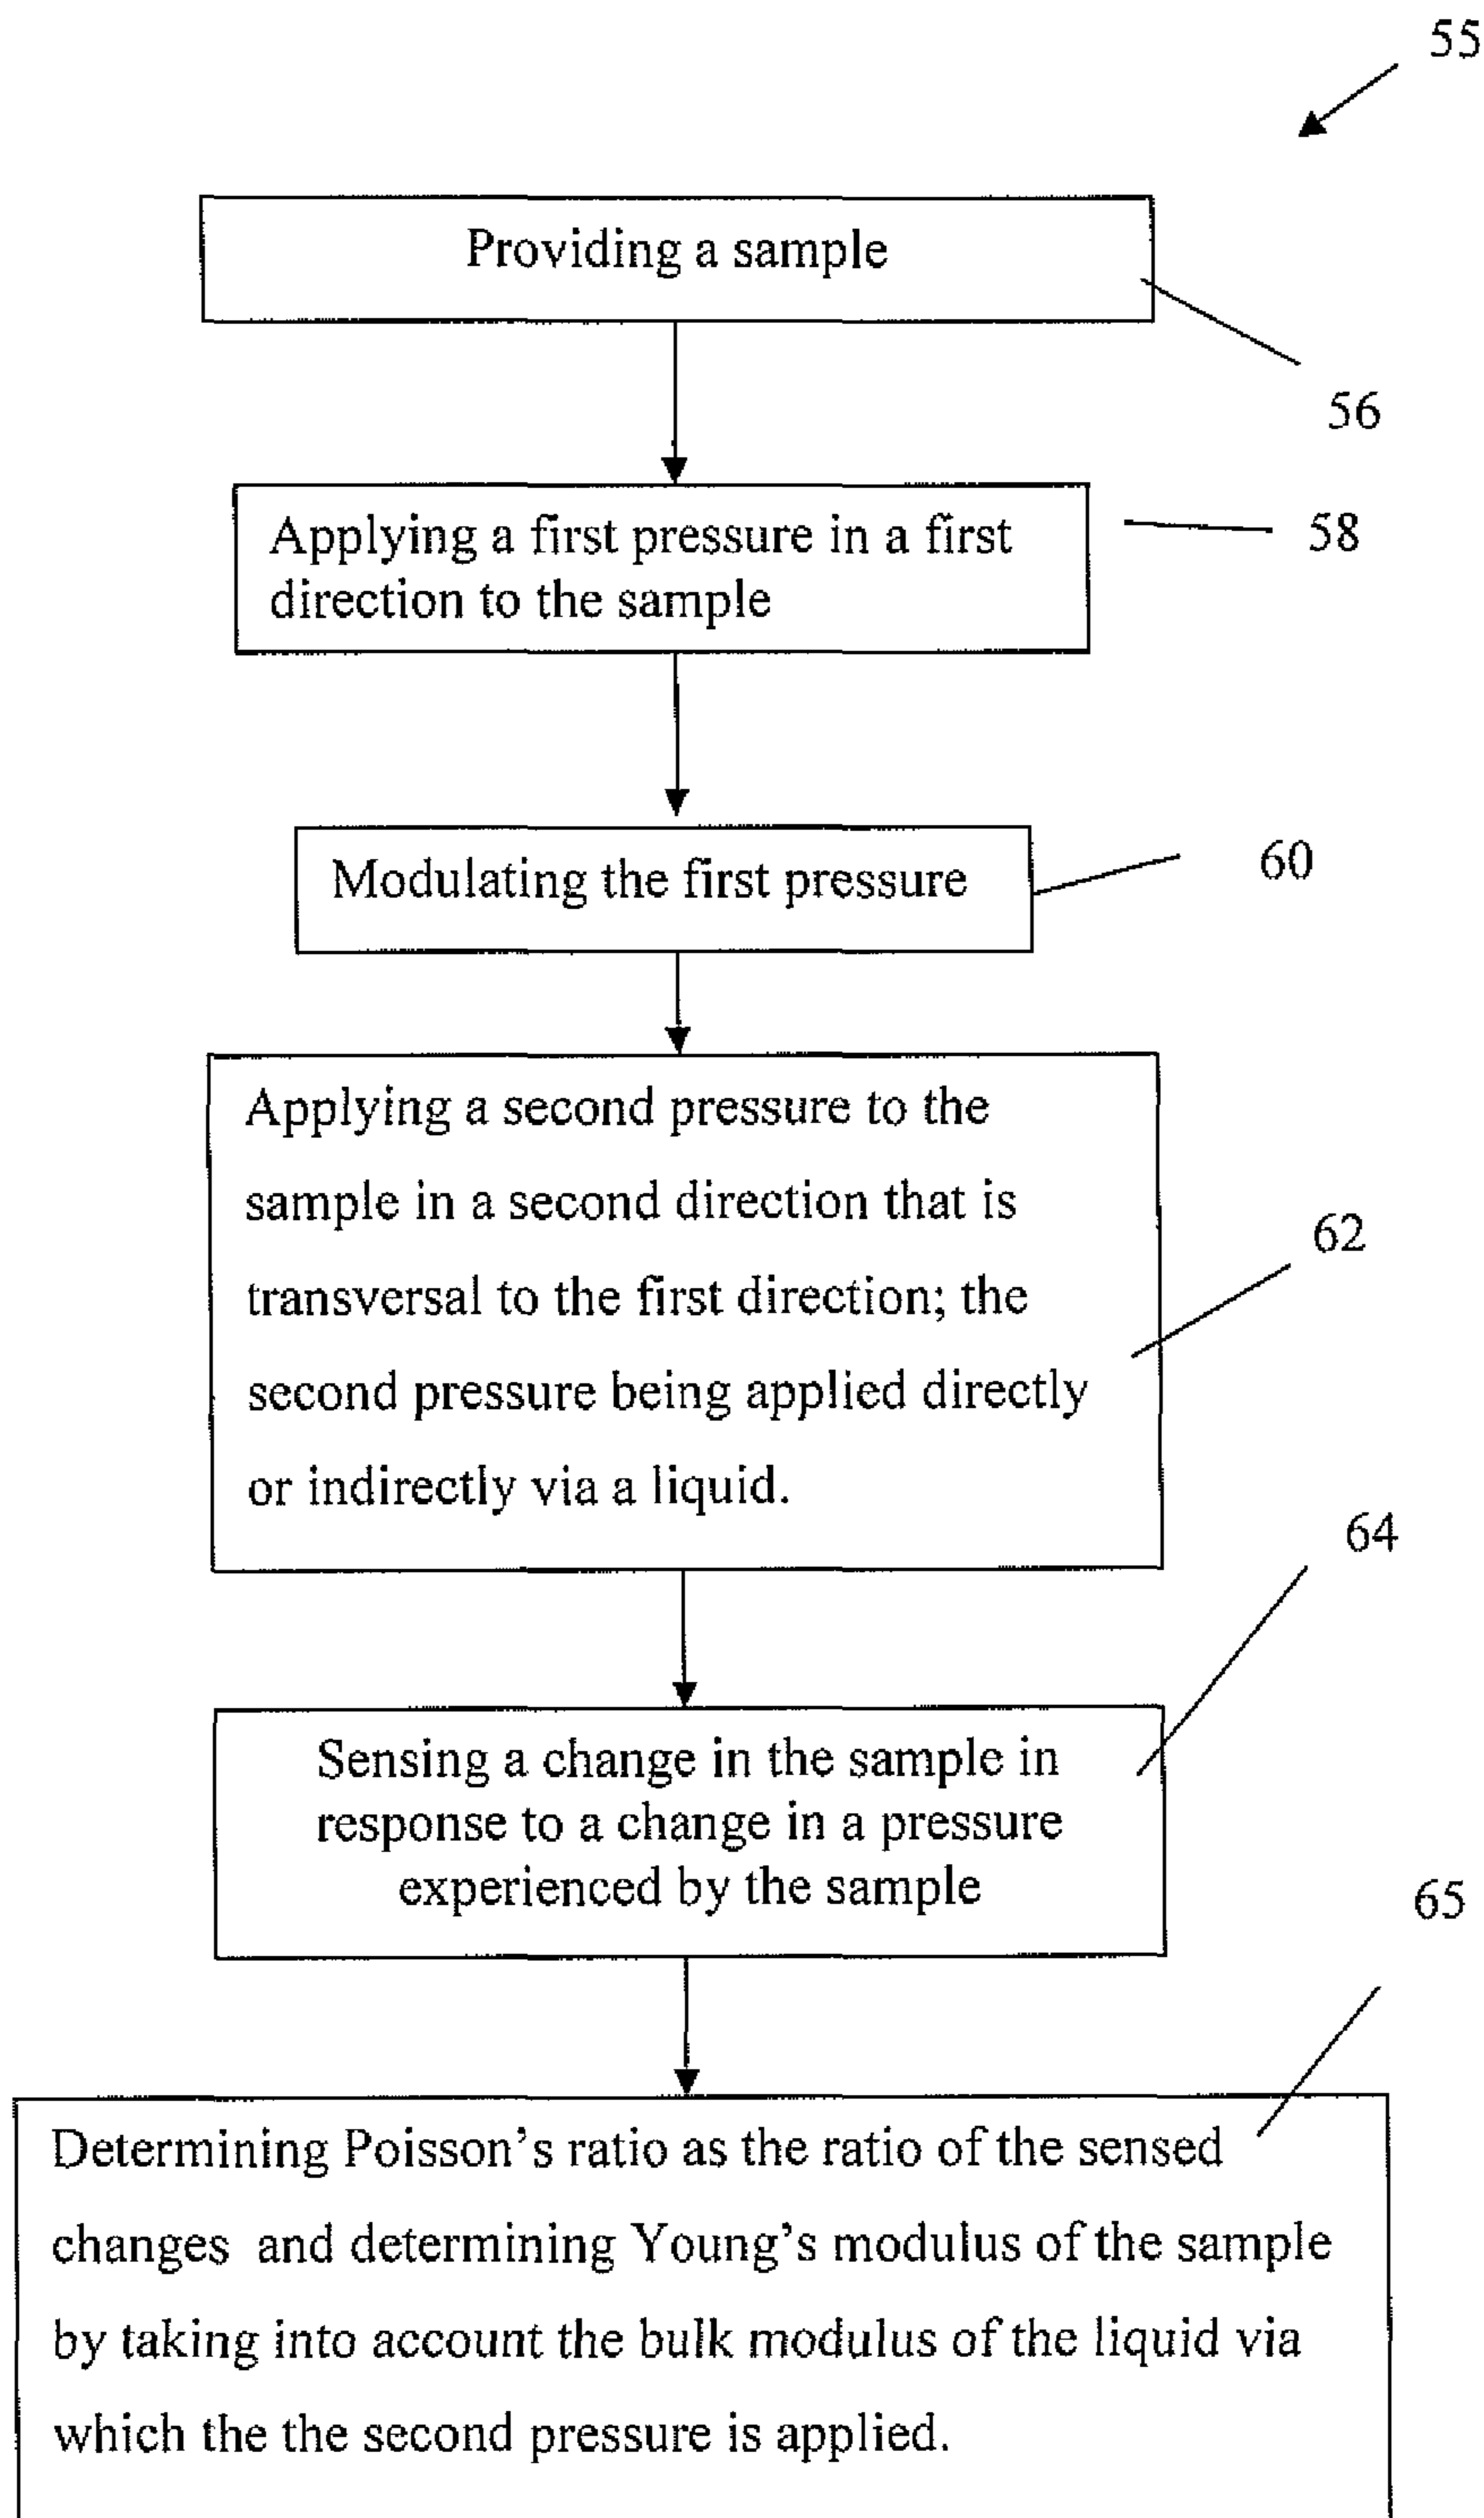 55
Providing a sample
56
Applying a first pressure in a first
direction to the sample
58
Modulating the first pressure
60
Applying a second pressure to the
sample in a second direction that is
transversal to the first direction; the
second pressure being applied directly
or indirectly via a liquid.
62
64
Sensing a change in the sample in
response to a change in a pressure
experienced by the sample
65
Determining Poisson's ratio as the ratio of the sensed
changes and determining Young's modulus of the sample
by taking into account the bulk modulus of the liquid via
which the the second pressure is applied.